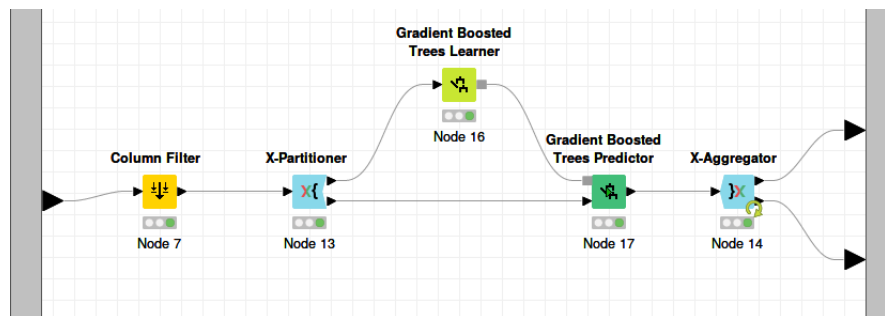 Gradient Boosted
Trees Learner
Node 16
Column Filter
Node 7
X-Partitioner
X{
Node 13
Gradient Boosted
Trees Predictor
Node 17
X-Aggregator
}X
Node 14